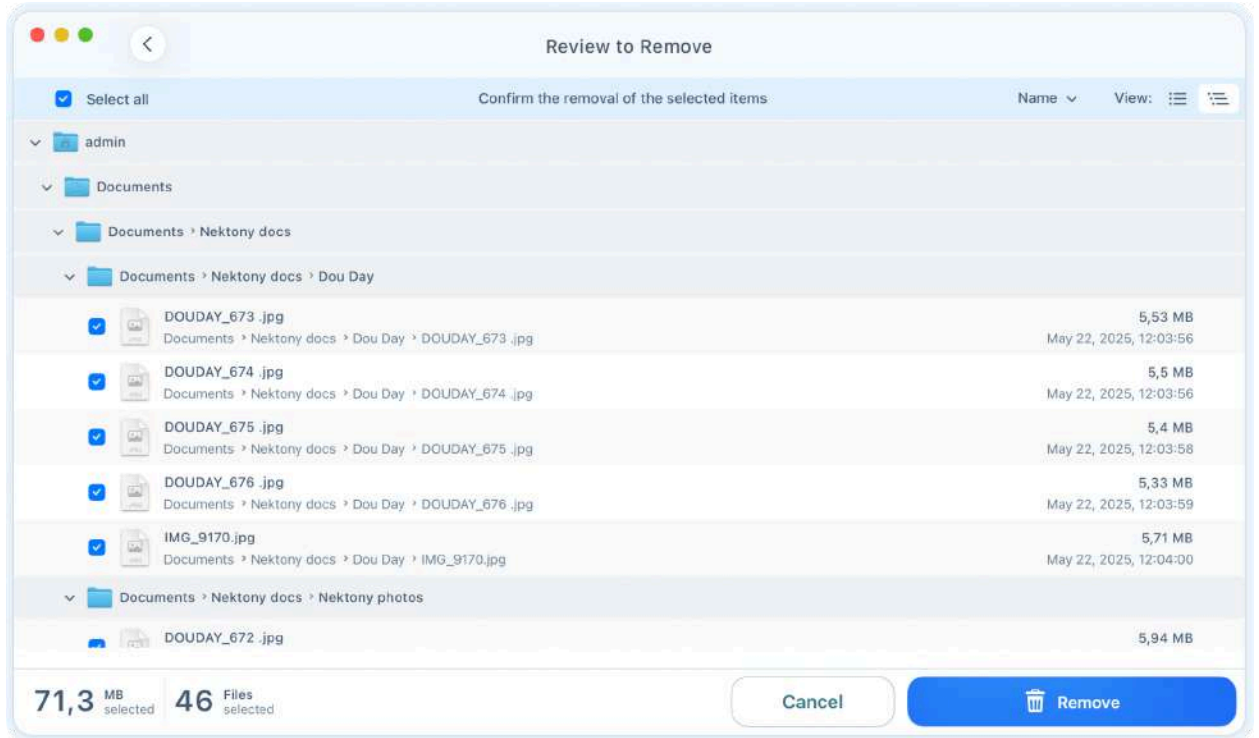 Review to Remove
Select all
Confirm the removal of the selected items
Name
View:
admin
Documents
Documents › Nektony docs
Documents › Nektony docs › Dou Day
DOUDAY_673 .jpg
5,53 MB
Documents › Nektony docs › Dou Day › DOUDAY_673 .jpg
May 22, 2025, 12:03:56
DOUDAY_674 .jpg
5,5 MB
Documents › Nektony docs › Dou Day › DOUDAY_674 .jpg
May 22, 2025, 12:03:56
DOUDAY_675 .jpg
5,4 MB
Documents › Nektony docs › Dou Day › DOUDAY_675 .jpg
May 22, 2025, 12:03:58
DOUDAY_676 .jpg
5,33 MB
Documents › Nektony docs › Dou Day › DOUDAY_676 .jpg
May 22, 2025, 12:03:59
IMG_9170.jpg
5,71 MB
Documents › Nektony docs › Dou Day › IMG_9170.jpg
May 22, 2025, 12:04:00
Documents › Nektony docs › Nektony photos
DOUDAY_672 .jpg
5,94 MB
71,3 MB selected
46 Files selected
Cancel
Remove